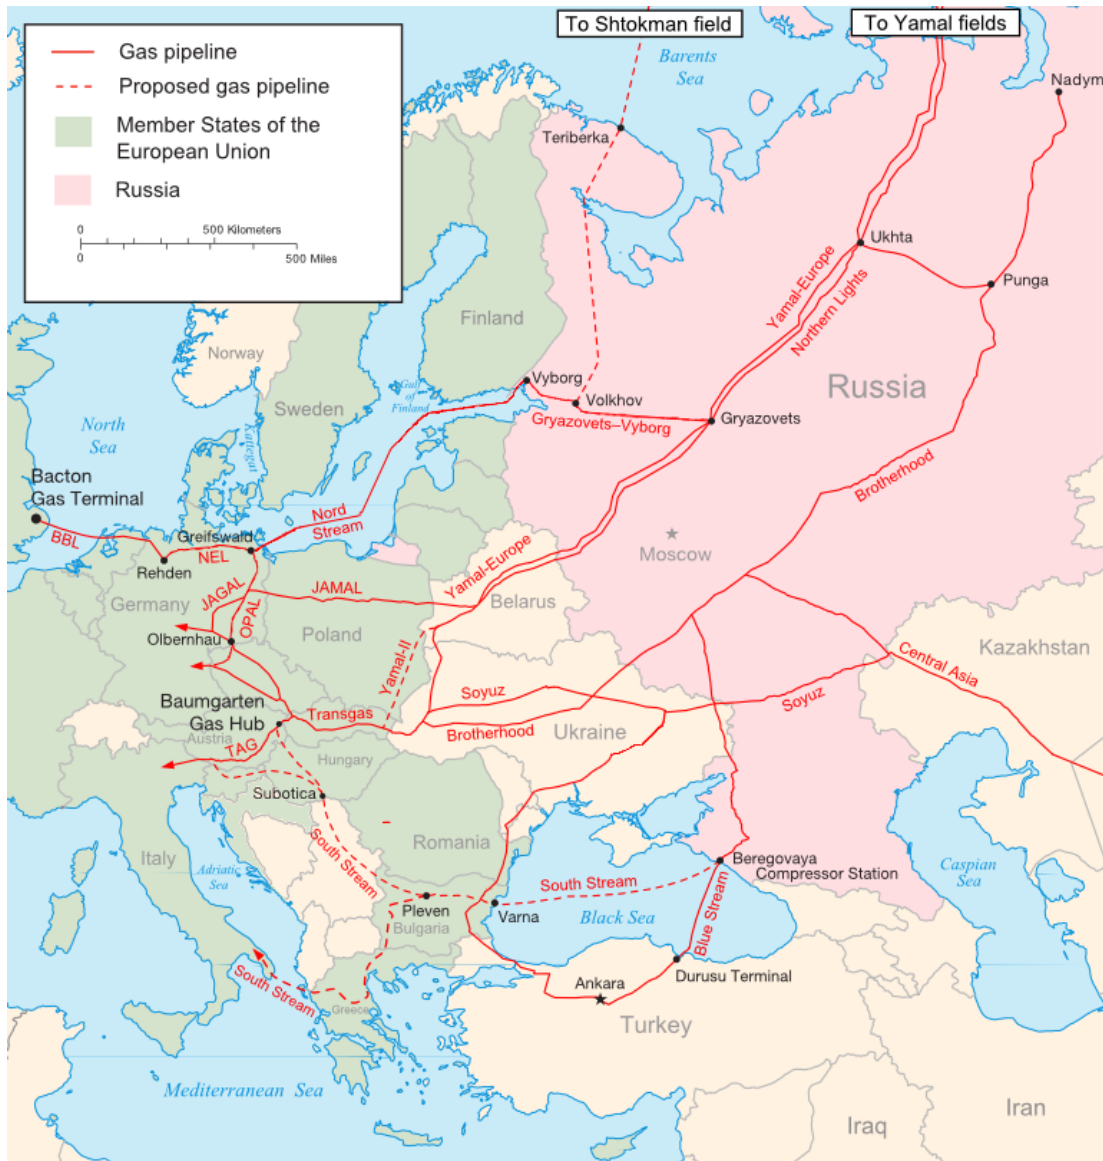 To Shtokman field
To Yamal fields
Gas pipeline
Proposed gas pipeline
Member States of the
European Union
Russia
0
500 Kilometers
0
500 Miles
Barents
Sea
Nadym
Teriberka
Ukhta
Punga
Yamal-Europe
Northern Lights
Finland
Norway
Vyborg
Gulf
of
Finland
Volkhov
Russia
Sweden
Gryazovets
Gryazovets–Vyborg
North
Sea
Kattegat
Brotherhood
Bacton
Gas Terminal
Nord
Stream
BBL
Greifswald
NEL
Rehden
Moscow
Yamal-Europe
JAGAL
JAMAL
Germany
OPAL
Belarus
Poland
Olbernhau
Yamal-II
Kazakhstan
Central Asia
Baumgarten
Gas Hub
Transgas
Soyuz
Soyuz
Brotherhood
Ukraine
Austria
TAG
Hungary
Subotica
South Stream
Romania
Italy
Adriatic
Sea
Beregovaya
Compressor Station
Caspian
Sea
South Stream
Pleven
Varna
Black Sea
Blue Stream
Bulgaria
South Stream
Durusu Terminal
Ankara
Greece
Turkey
Mediterranean Sea
Iraq
Iran